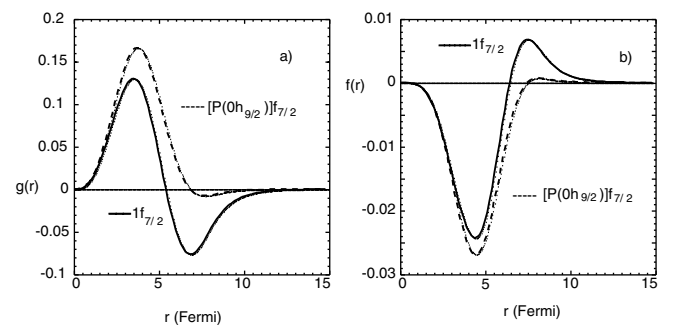 0.2
0.15
0.1
0.05
g(r)
0
-0.05
-0.1
a)
[P(0h9/2)]f7/2
1f7/2
0
5
10
15
r (Fermi)
0.01
0.00
f(r)
-0.01
-0.02
-0.03
1f7/2
b)
[P(0h9/2)]f7/2
0
5
10
15
r (Fermi)